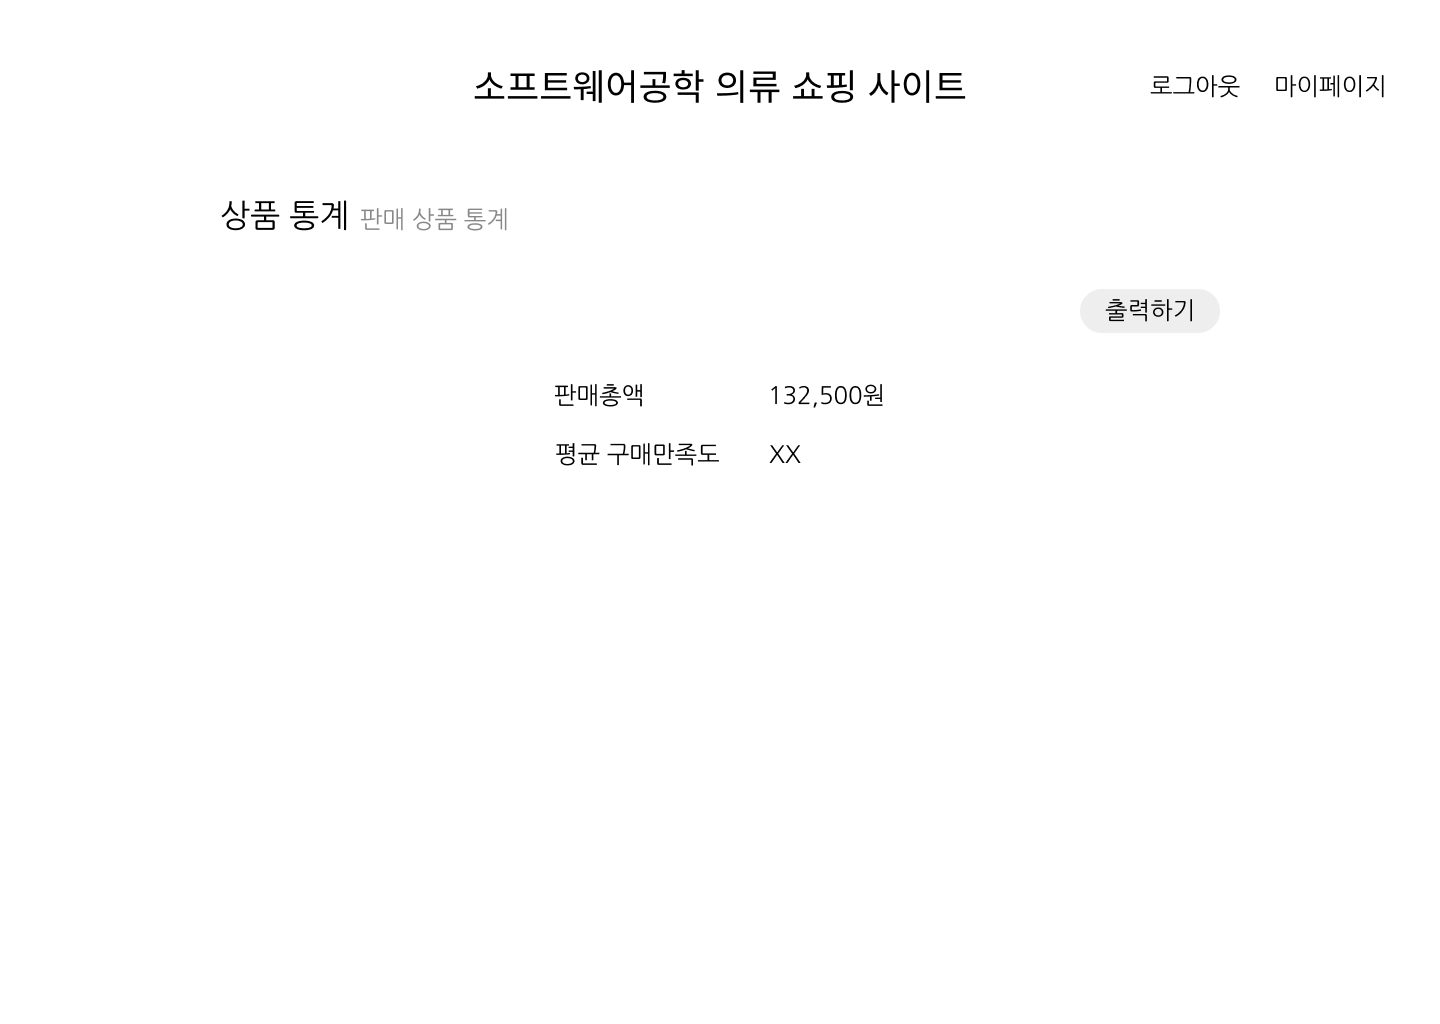 소프트웨어공학 의류 쇼핑 사이트
로그아웃 마이페이지
상품 통계 판매 상품 통계
출력하기
판매총액 132,500원
평균 구매만족도 XX